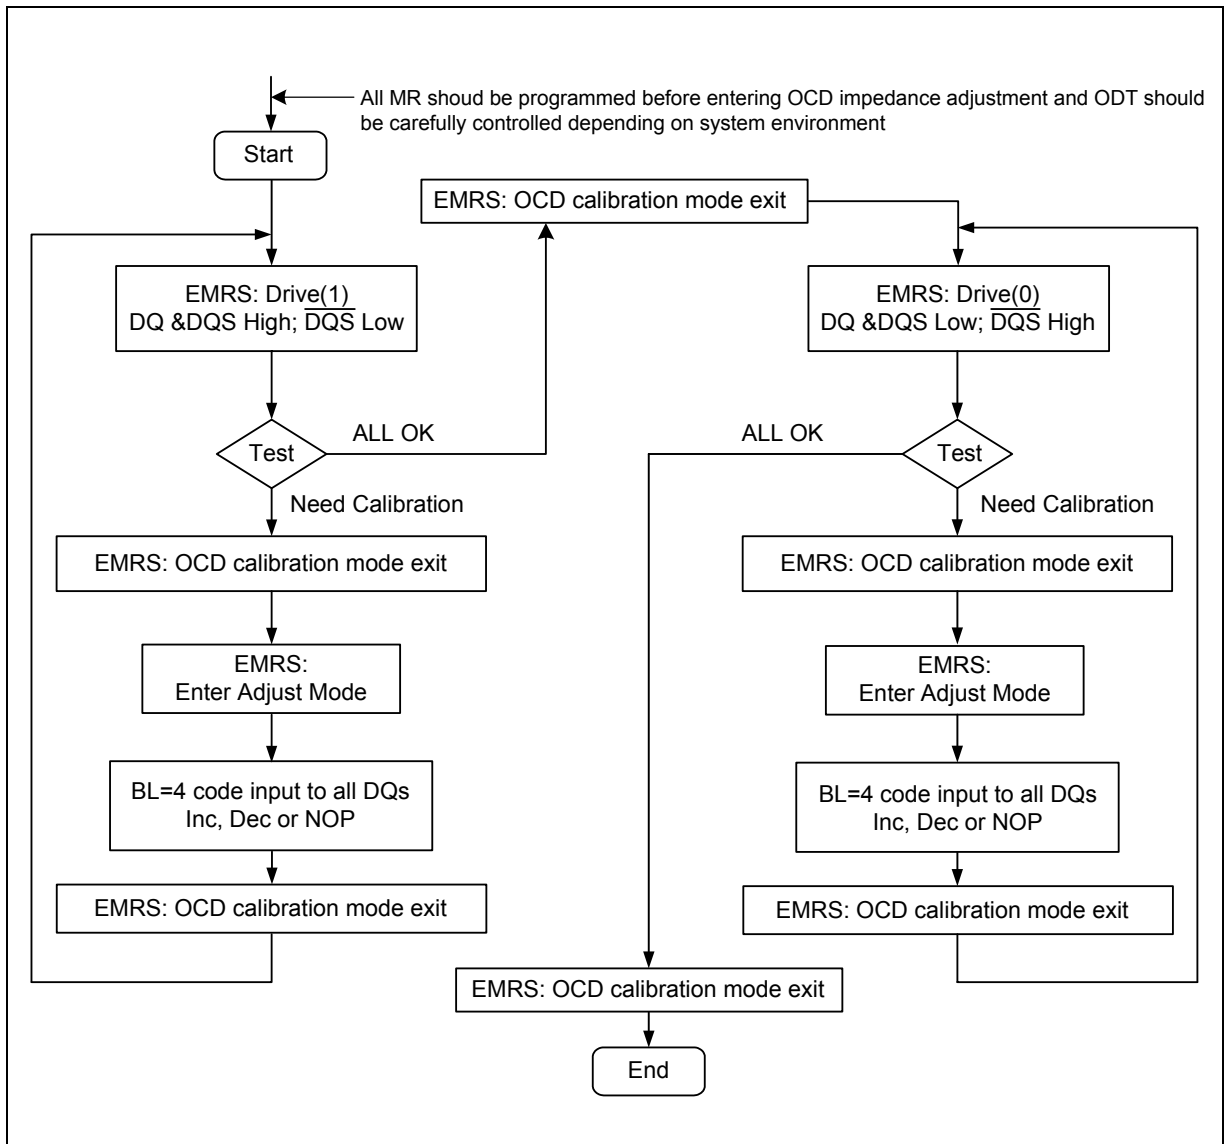 All MR shoud be programmed before entering OCD impedance adjustment and ODT should
be carefully controlled depending on system environment
Start
EMRS: OCD calibration mode exit
EMRS: Drive(1)
DQ &DQS High; D̅Q̅S̅ Low
Test
ALL OK
Need Calibration
EMRS: OCD calibration mode exit
EMRS:
Enter Adjust Mode
BL=4 code input to all DQs
Inc, Dec or NOP
EMRS: OCD calibration mode exit
EMRS: Drive(0)
DQ &DQS Low; D̅Q̅S̅ High
ALL OK
Test
Need Calibration
EMRS: OCD calibration mode exit
EMRS:
Enter Adjust Mode
BL=4 code input to all DQs
Inc, Dec or NOP
EMRS: OCD calibration mode exit
EMRS: OCD calibration mode exit
End